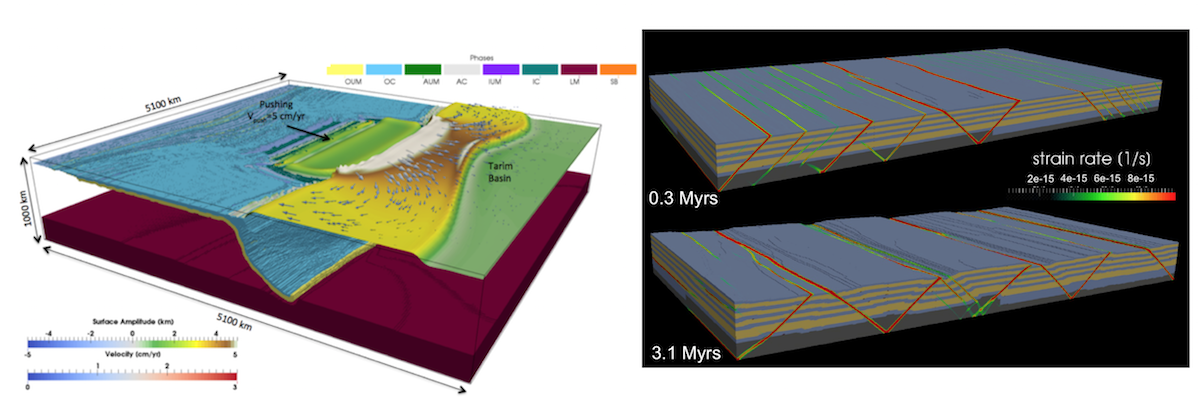 Phases
OUM OC AUM AC IUM IC LM SB
5100 km
Pushing
=5 cm/yr
Tarim
Basin
1000 km
5100 km
Surface Amplitude (km)
-4 -2 0 2 4
-5 5
Velocity (cm/yr)
1 2
0 3
0.3 Myrs
strain rate (1/s)
2e-15 4e-15 6e-15 8e-15
3.1 Myrs